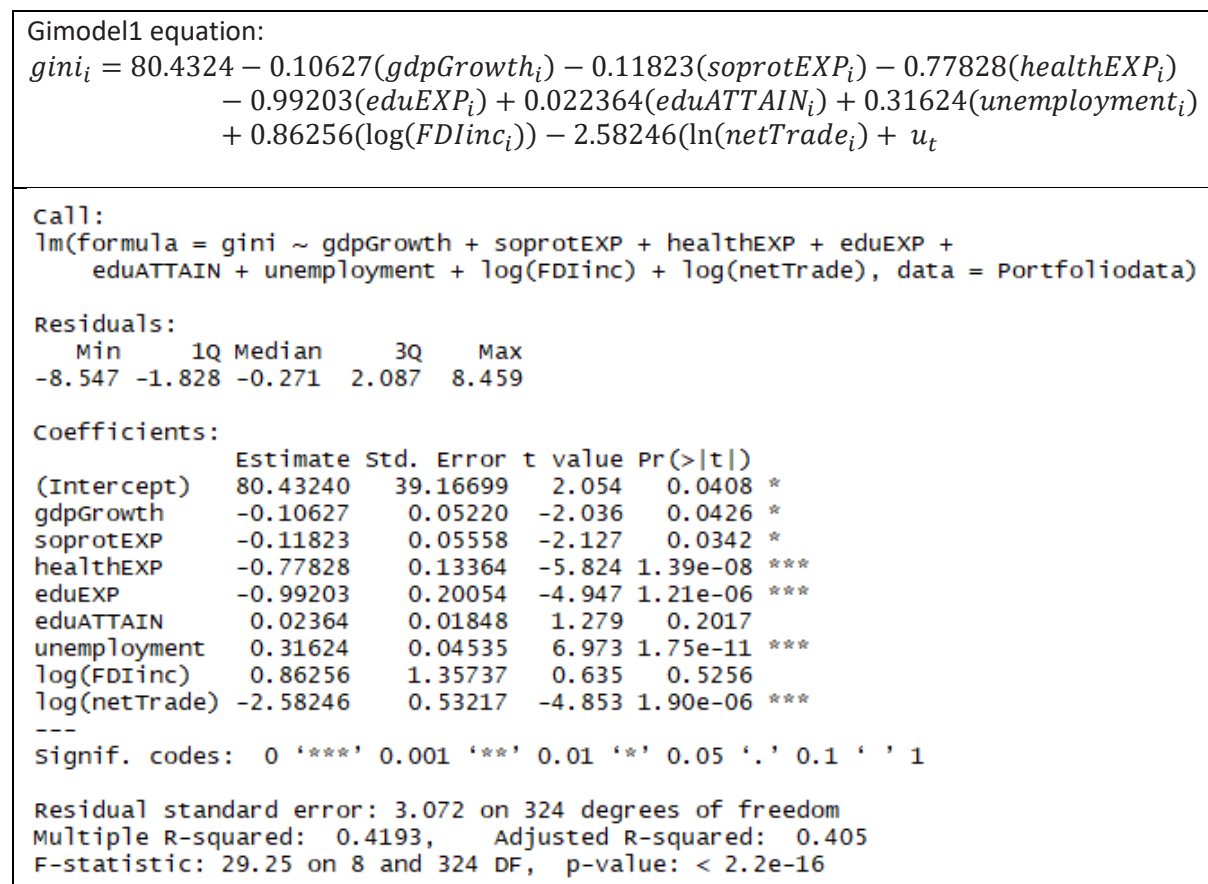 Gimodel1 equation:
gini_i = 80.4324 − 0.10627(gdpGrowth_i) − 0.11823(soprotEXP_i) − 0.77828(healthEXP_i)
− 0.99203(eduEXP_i) + 0.022364(eduATTAIN_i) + 0.31624(unemployment_i)
+ 0.86256(log(FDIinc_i)) − 2.58246(ln(netTrade_i) + u_t
Call:
lm(formula = gini ~ gdpGrowth + soprotEXP + healthEXP + eduEXP +
eduATTAIN + unemployment + log(FDIinc) + log(netTrade), data = Portfoliodata)
Residuals:
Min 1Q Median 3Q Max
-8.547 -1.828 -0.271 2.087 8.459
Coefficients:
Estimate Std. Error t value Pr(>|t|)
(Intercept) 80.43240 39.16699 2.054 0.0408 *
gdpGrowth -0.10627 0.05220 -2.036 0.0426 *
soprotEXP -0.11823 0.05558 -2.127 0.0342 *
healthEXP -0.77828 0.13364 -5.824 1.39e-08 ***
eduEXP -0.99203 0.20054 -4.947 1.21e-06 ***
eduATTAIN 0.02364 0.01848 1.279 0.2017
unemployment 0.31624 0.04535 6.973 1.75e-11 ***
log(FDIinc) 0.86256 1.35737 0.635 0.5256
log(netTrade) -2.58246 0.53217 -4.853 1.90e-06 ***
---
Signif. codes: 0 ‘***’ 0.001 ‘**’ 0.01 ‘*’ 0.05 ‘.’ 0.1 ‘ ’ 1
Residual standard error: 3.072 on 324 degrees of freedom
Multiple R-squared: 0.4193, Adjusted R-squared: 0.405
F-statistic: 29.25 on 8 and 324 DF, p-value: < 2.2e-16